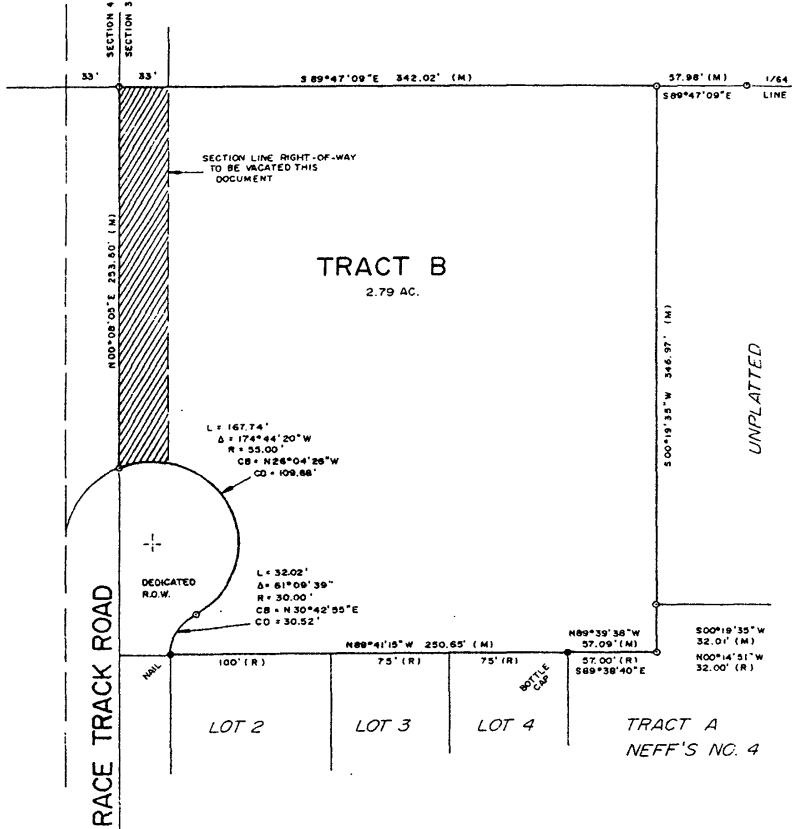 SECTION 4
SECTION 3
33'
33'
S 89°47'09"E 342.02' (M)
57.98' (M)
1/64
S89°47'09"E
LINE
SECTION LINE RIGHT-OF-WAY
TO BE VACATED THIS
DOCUMENT
N00°08'05"E 253.60' (M)
TRACT B
2.79 AC.
S 00°19'35"W 346.97' (M)
UNPLATTED
L = 167.74'
Δ = 174°44'20"W
R = 55.00'
CB = N26°04'26"W
CD = 109.88'
L = 32.02'
Δ = 61°09'39"
R = 30.00'
CB = N 30°42'55"E
CD = 30.52'
DEDICATED
R.O.W.
RACE TRACK ROAD
NAIL
N89°41'15"W 250.65' (M)
100' (R)
75' (R)
75' (R)
BOTTLE
CAP
N89°39'38"W
57.09' (M)
57.00' (R)
S89°38'40"E
S00°19'35"W
32.01' (M)
N00°14'51"W
32.00' (R)
LOT 2
LOT 3
LOT 4
TRACT A
NEFF'S NO. 4